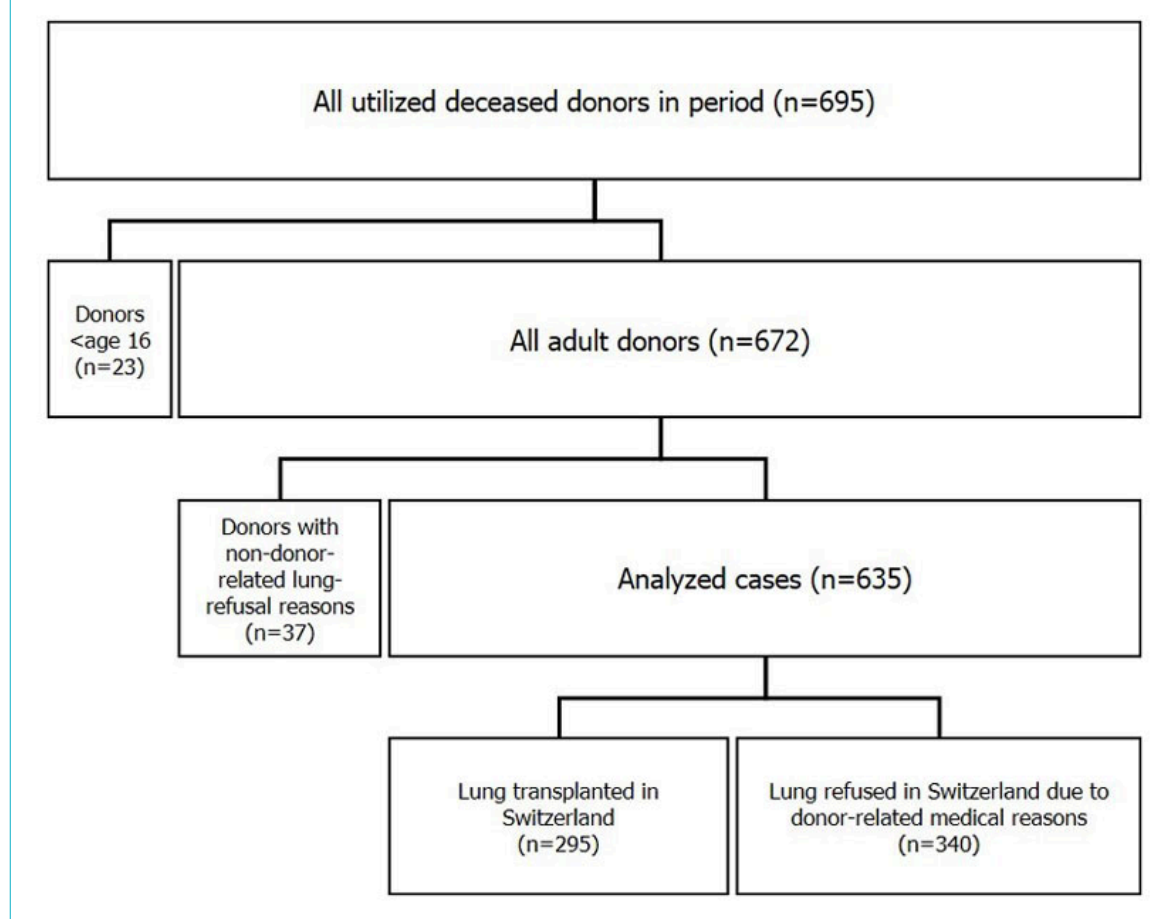 All utilized deceased donors in period (n=695)
Donors
<age 16
(n=23)
All adult donors (n=672)
Donors with
non-donor-
related lung-
refusal reasons
(n=37)
Analyzed cases (n=635)
Lung transplanted in
Switzerland
(n=295)
Lung refused in Switzerland due to
donor-related medical reasons
(n=340)